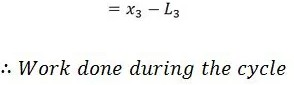 = x₃ − L₃
∴ Work done during the cycle